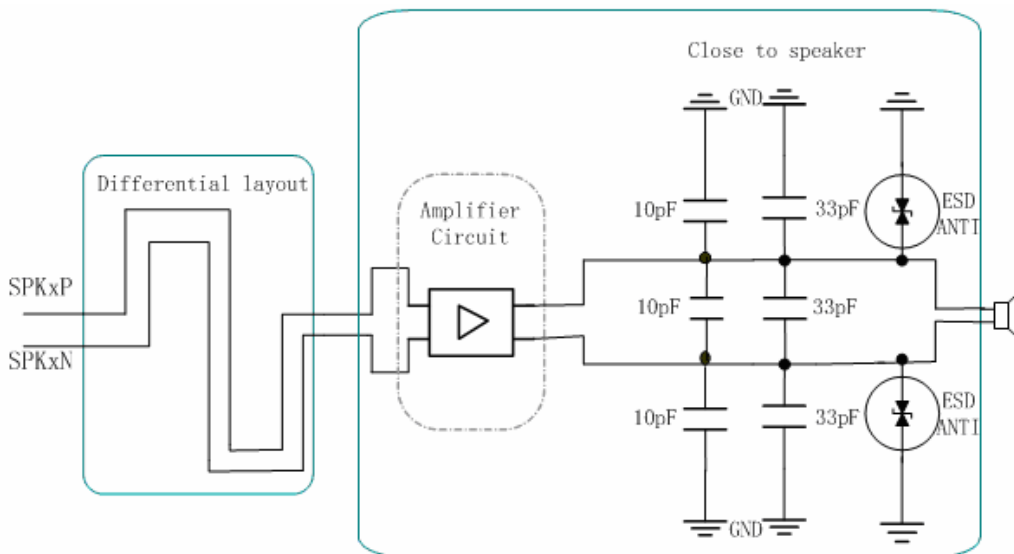 Close to speaker
GND
Differential layout
Amplifier
Circuit
10pF
33pF
ESD
ANTI
SPKxP
10pF
33pF
SPKxN
10pF
33pF
ESD
ANTI
GND